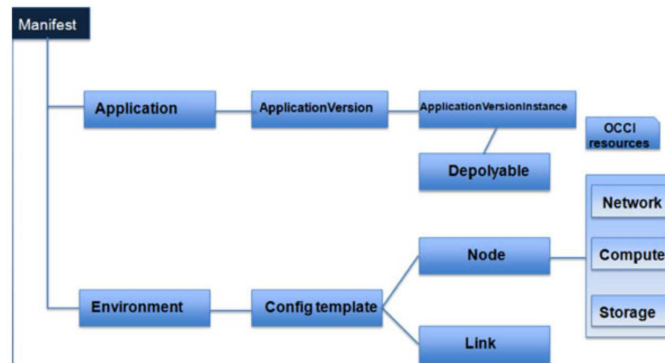 Manifest
Application
ApplicationVersion
ApplicationVersionInstance
OCCI
resources
Depolyable
Network
Node
Compute
Environment
Config template
Storage
Link